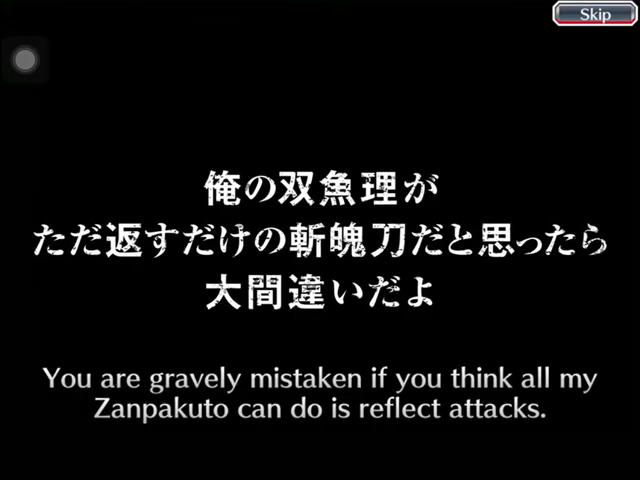 Skip
俺の双魚理が
ただ返すだけの斬魄刀だと思ったら
大間違いだよ
You are gravely mistaken if you think all my
Zanpakuto can do is reflect attacks.